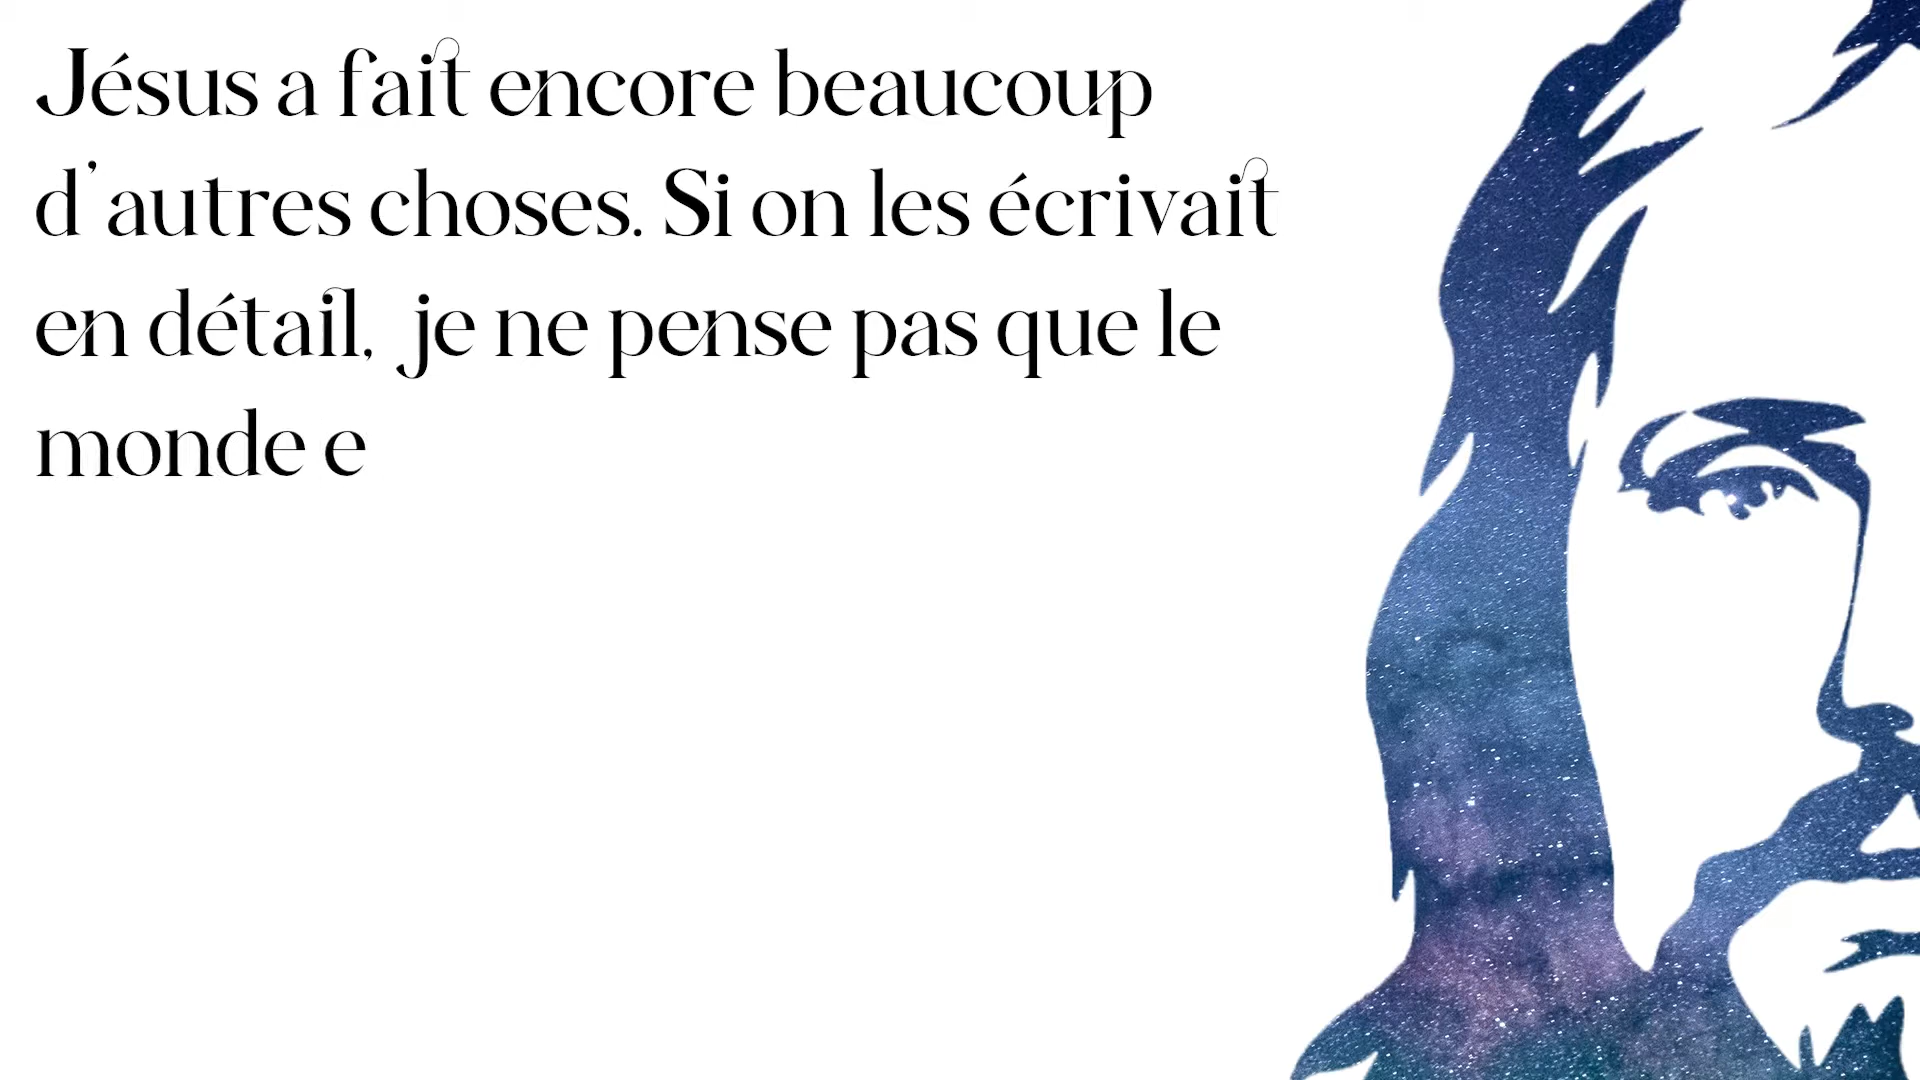 Jésus a fait encore beaucoup
d’autres choses. Si on les écrivait
en détail, je ne pense pas que le
monde e